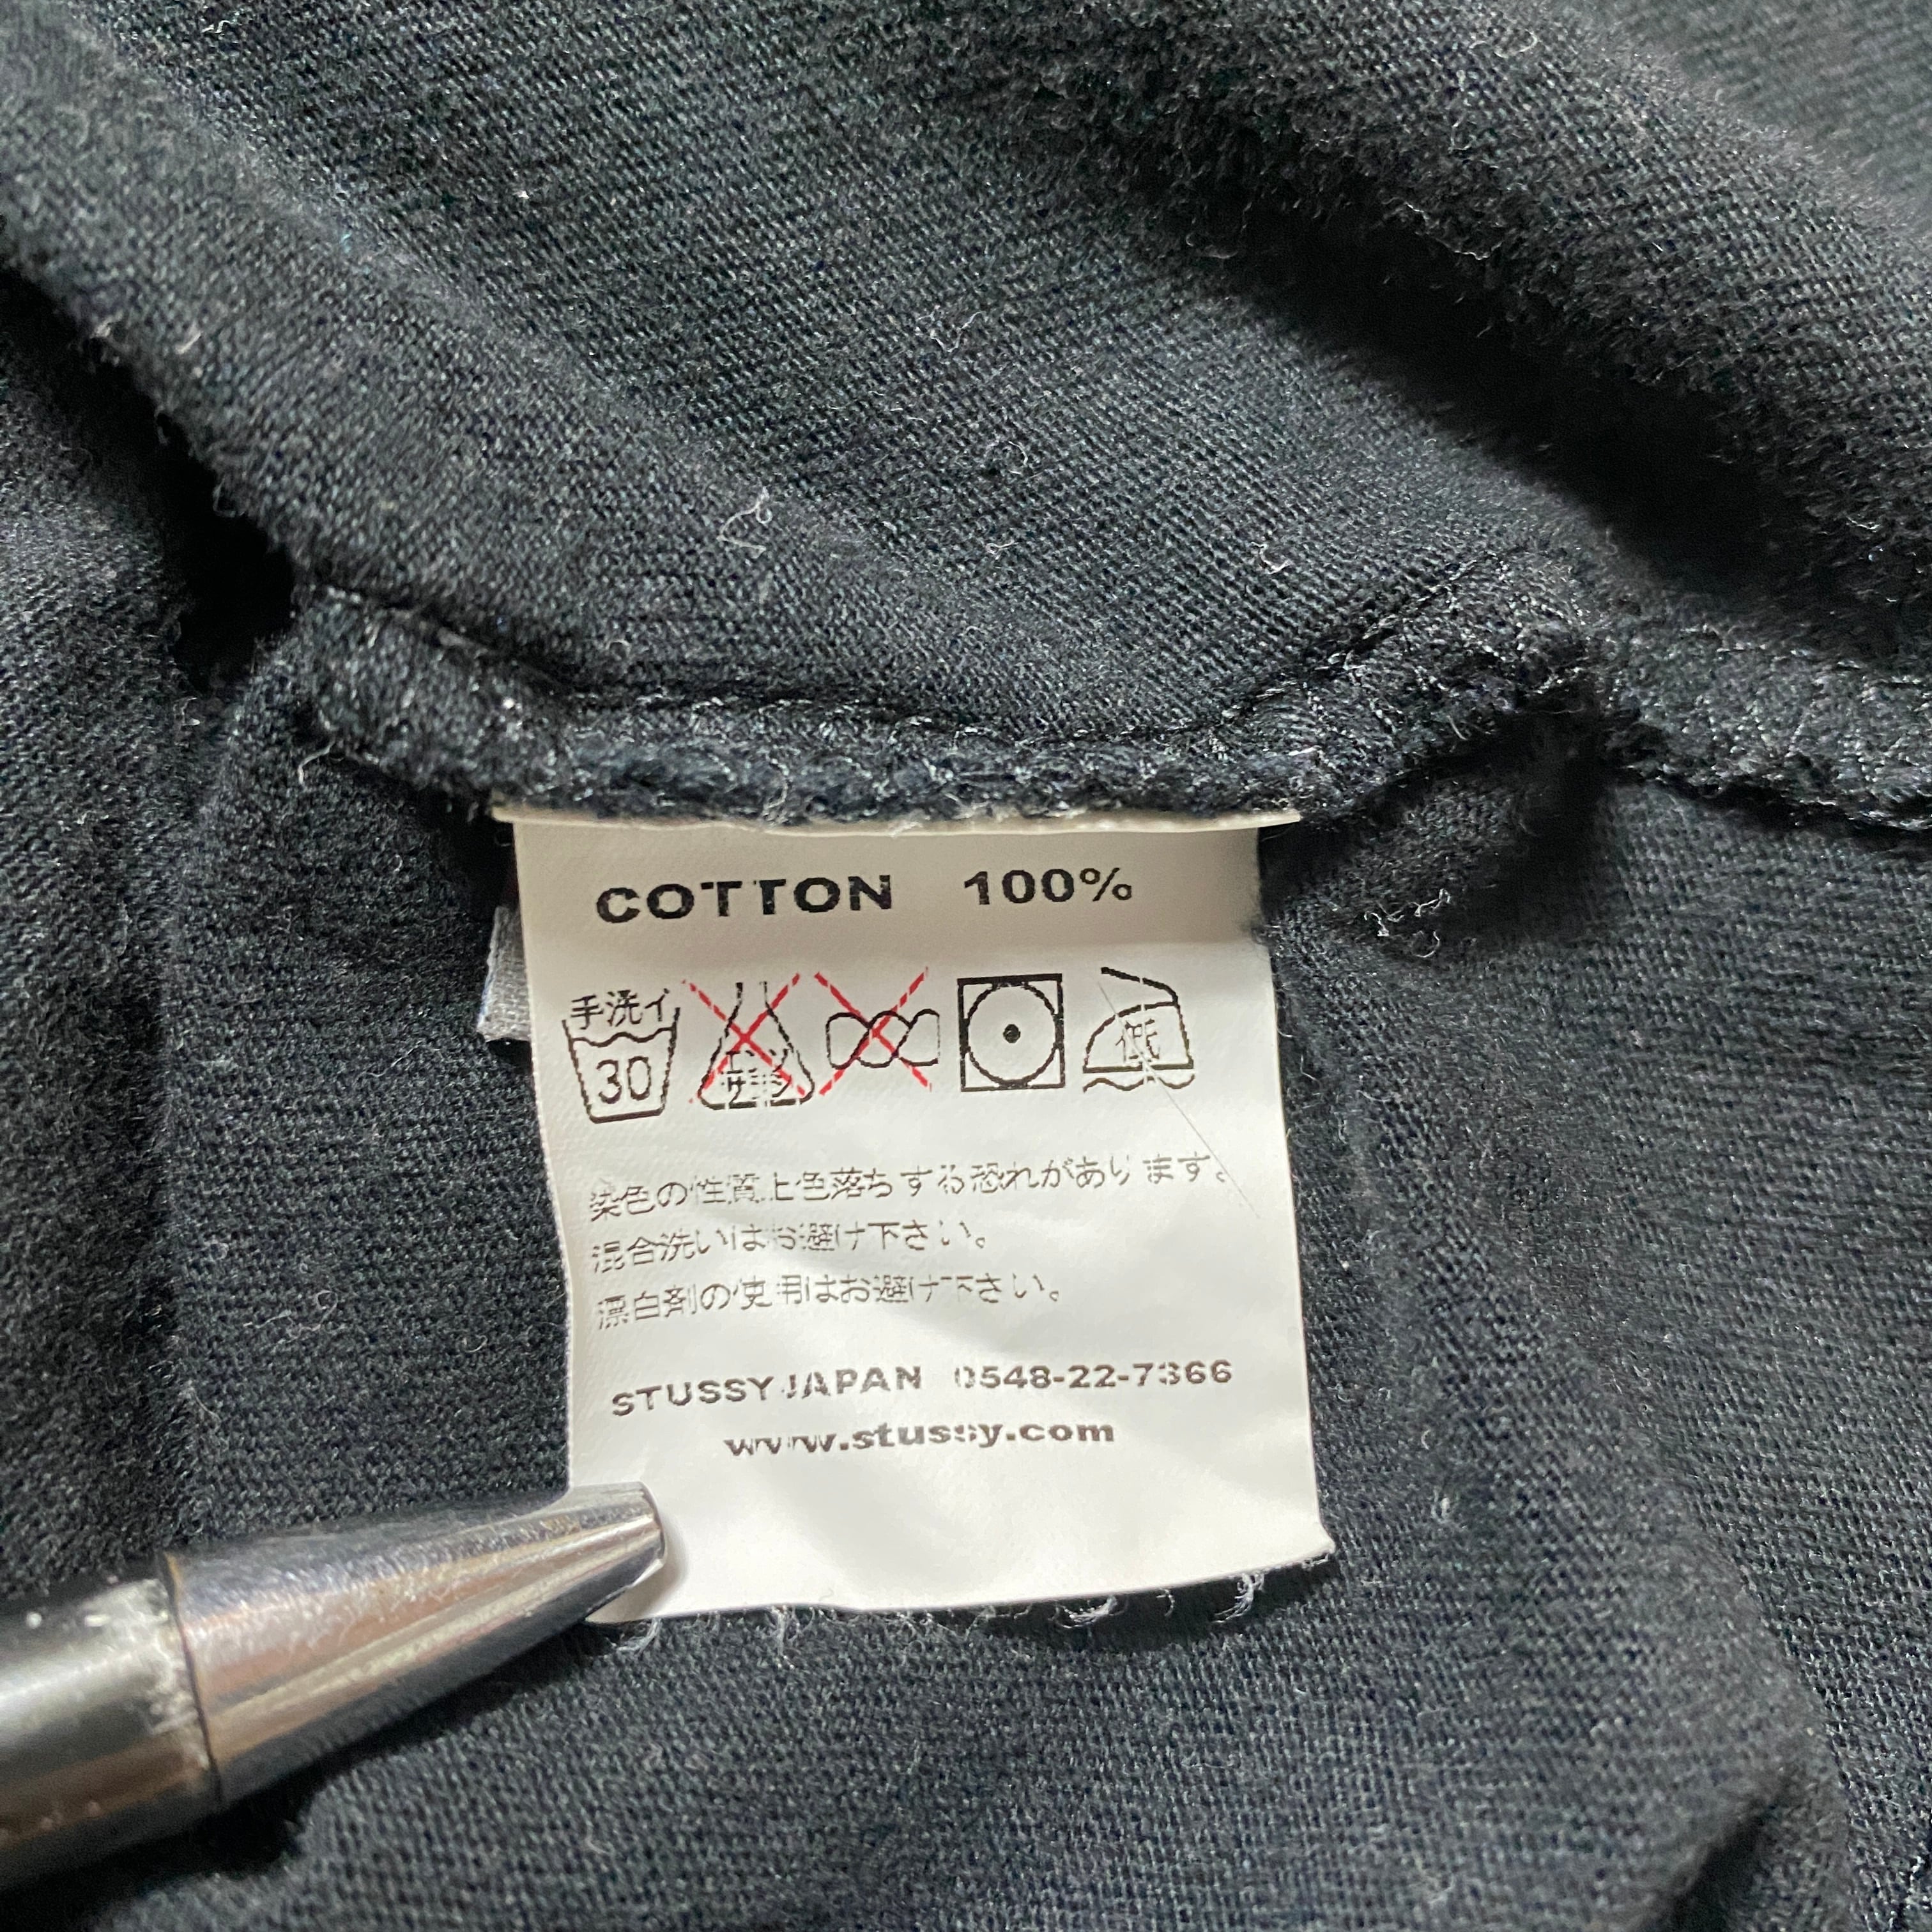 COTTON 100%
手洗イ
30
低
染色の性質上色落ちする恐れがあります。
混合洗いはお避け下さい。
漂白剤の使用はお避け下さい。
STUSSY JAPAN 0548-22-7366
www.stussy.com